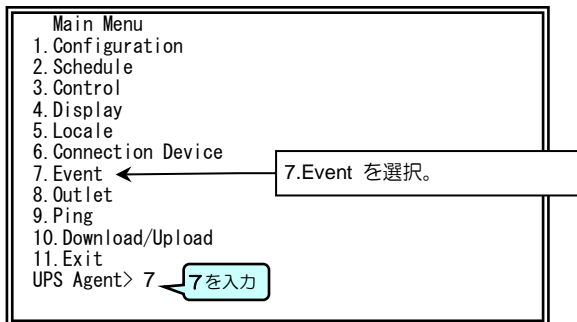 Main Menu
1.Configuration
2.Schedule
3.Control
4.Display
5.Locale
6.Connection Device
7.Event
7.Event を選択。
8.Outlet
9.Ping
10.Download/Upload
11.Exit
UPS Agent> 7
7を入力